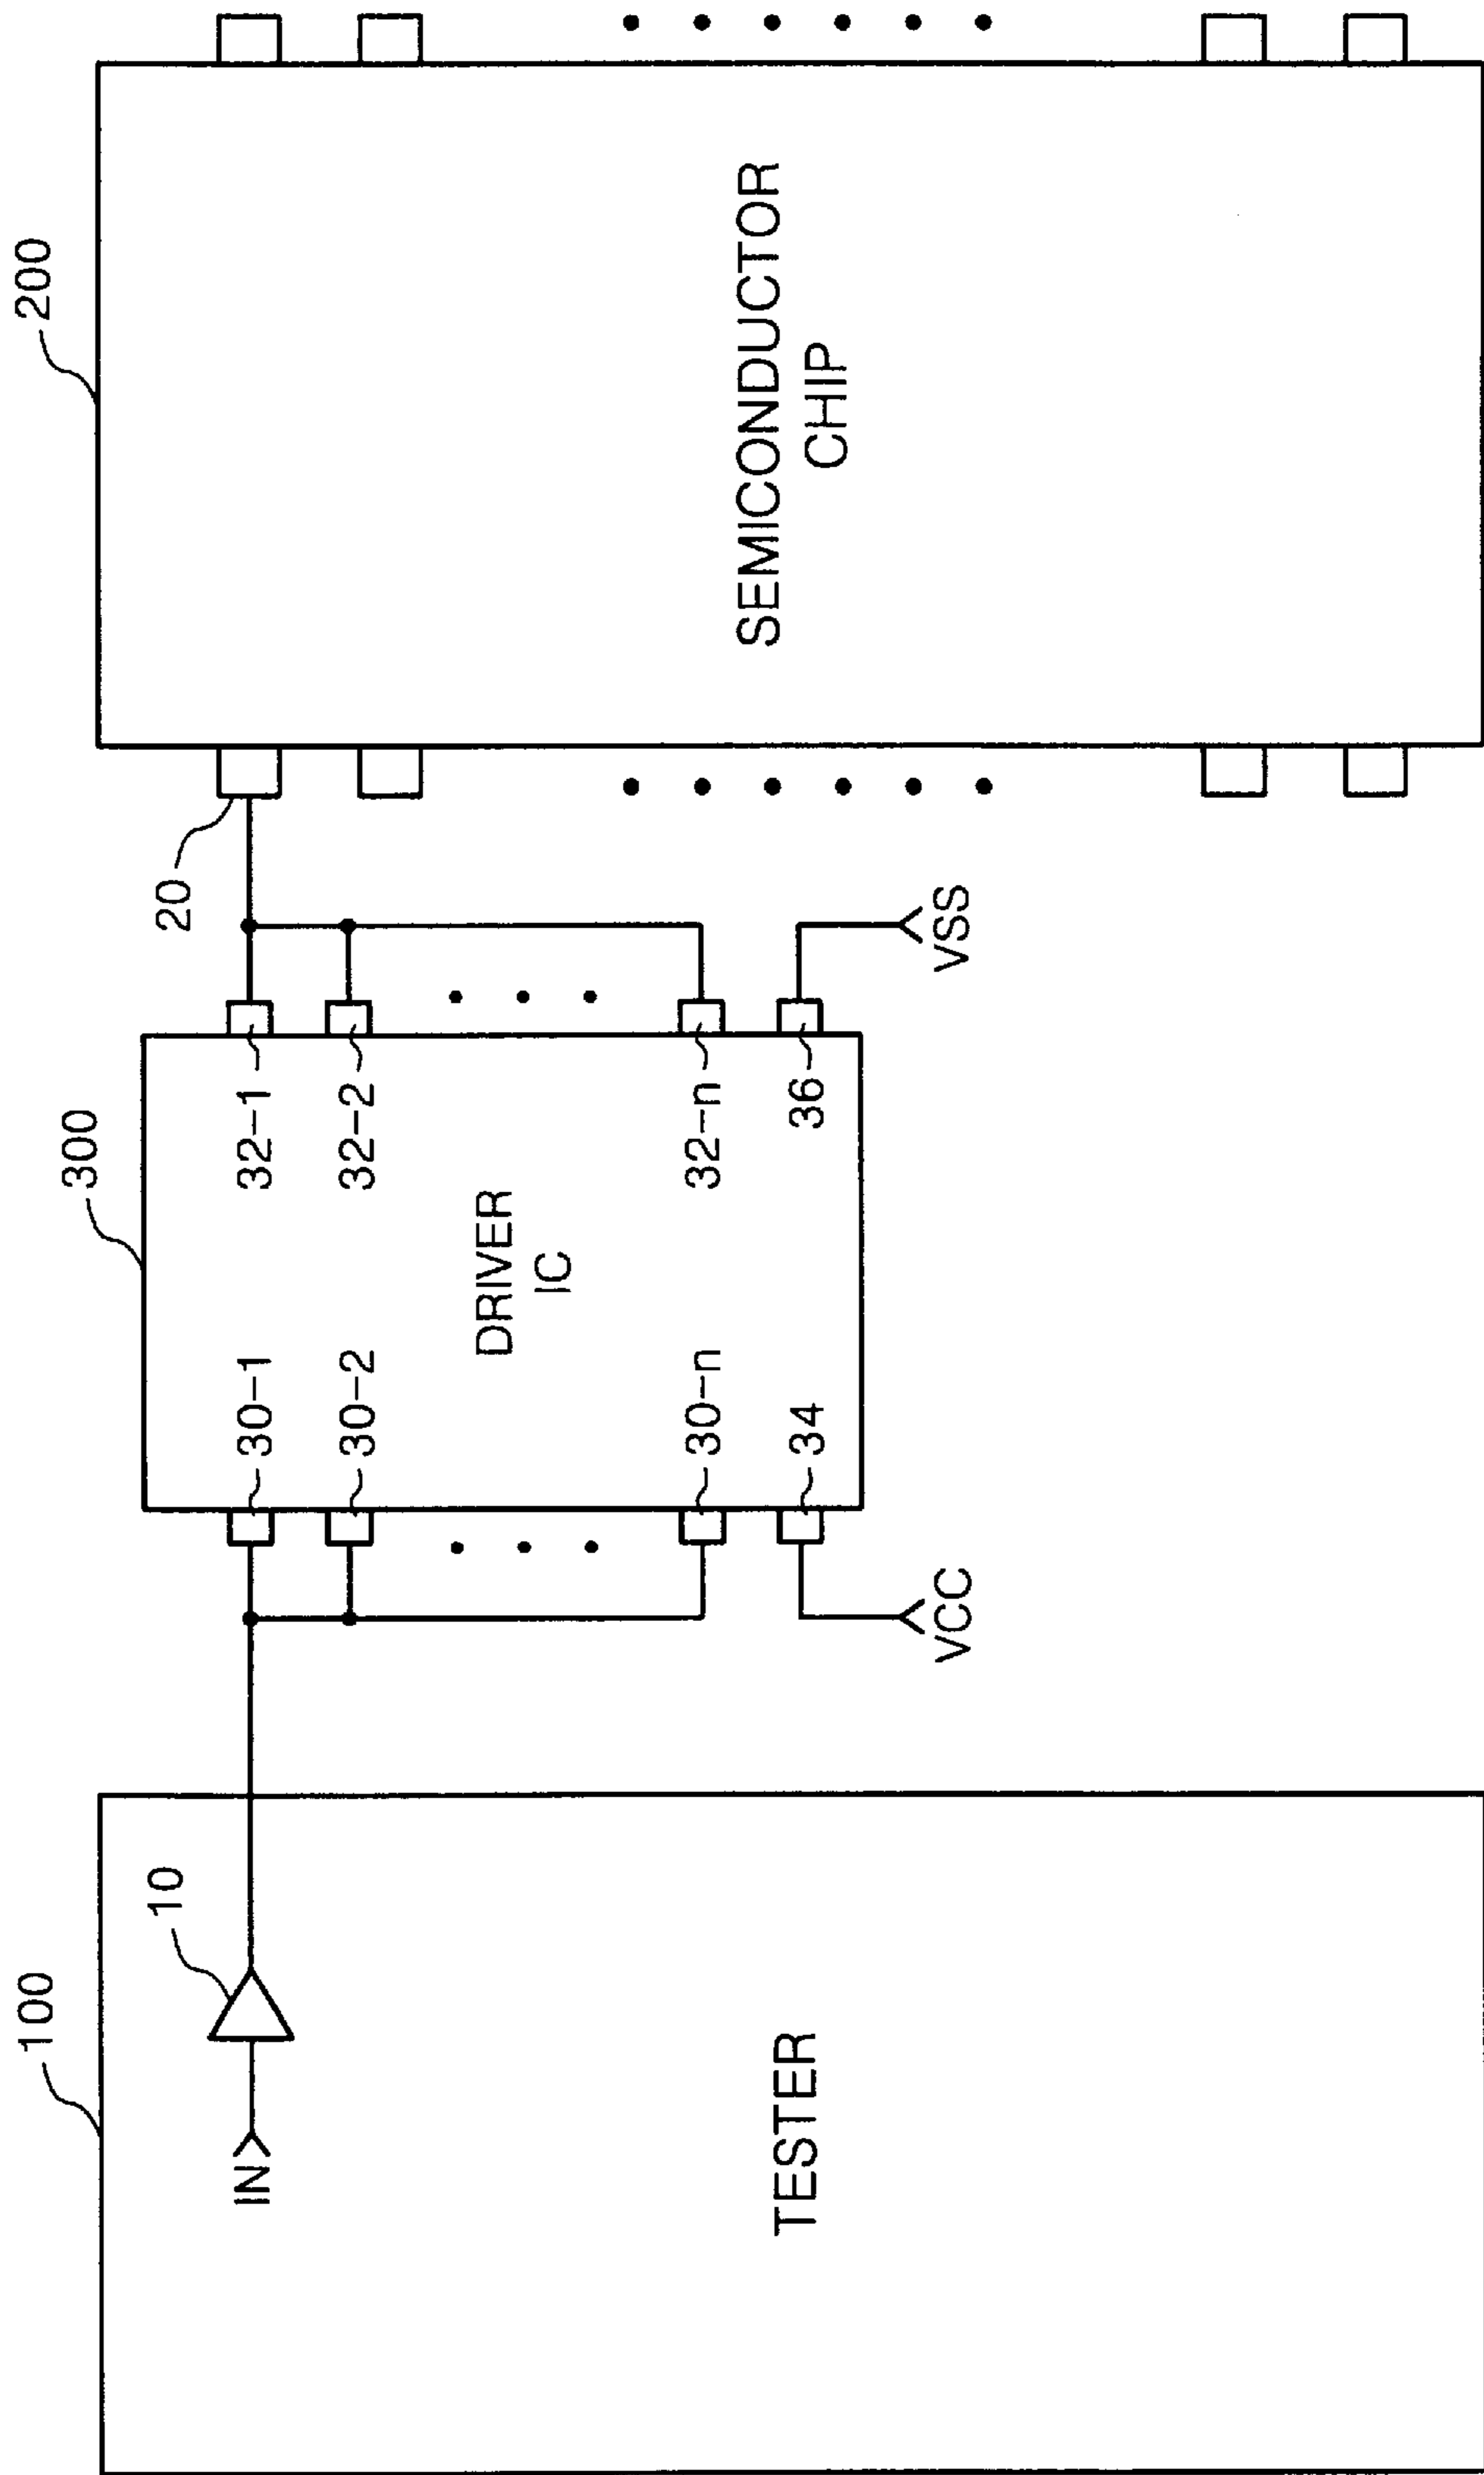 100
10
IN
TESTER
300
30-1
30-2
30-n
34
VCC
DRIVER
IC
32-1
32-2
32-n
36
VSS
200
20
SEMICONDUCTOR
CHIP